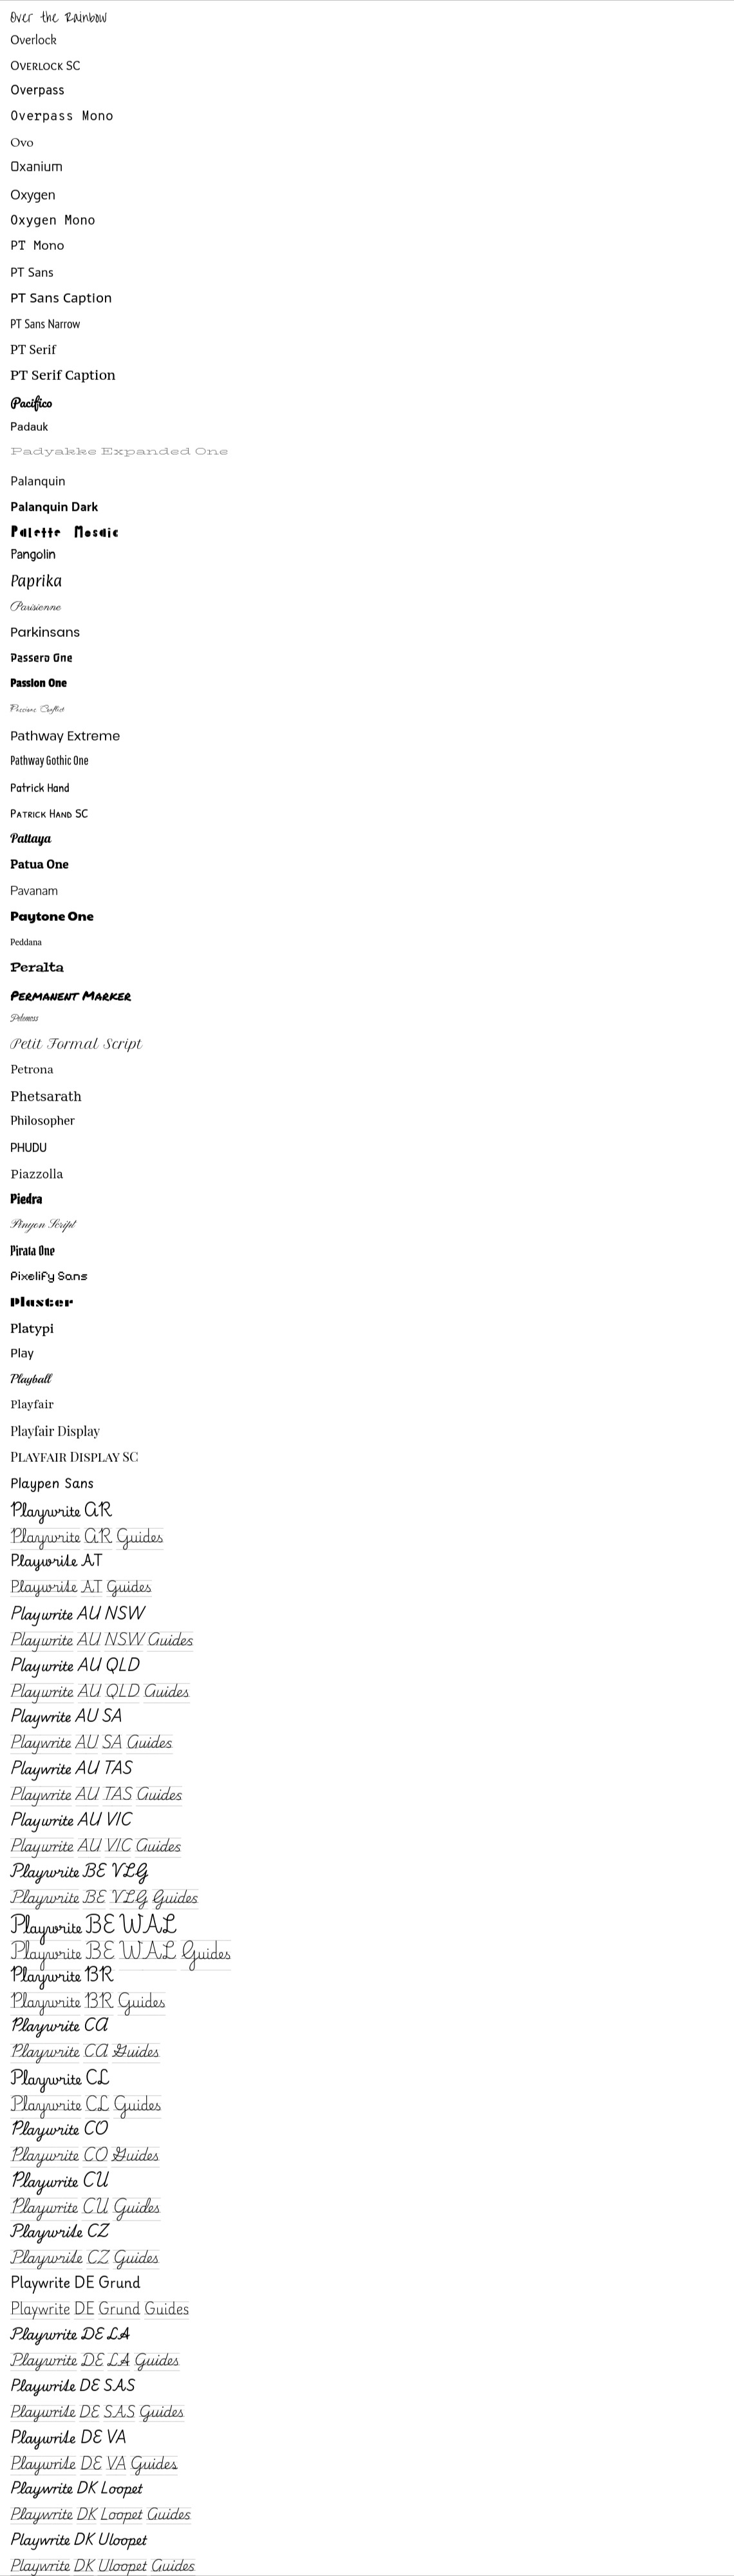 Over the Rainbow
Overlock
Overlock SC
Overpass
Overpass Mono
Ovo
Oxanium
Oxygen
Oxygen Mono
PT Mono
PT Sans
PT Sans Caption
PT Sans Narrow
PT Serif
PT Serif Caption
Pacifico
Padauk
Padyakke Expanded One
Palanquin
Palanquin Dark
Palette Mosaic
Pangolin
Paprika
Parisienne
Parkinsans
Passero One
Passion One
Passions Conflict
Pathway Extreme
Pathway Gothic One
Patrick Hand
Patrick Hand SC
Pattaya
Patua One
Pavanam
Paytone One
Peddana
Peralta
Permanent Marker
Petemoss
Petit Formal Script
Petrona
Phetsarath
Philosopher
PHUDU
Piazzolla
Piedra
Pinyon Script
Pirata One
Pixelify Sans
Plaster
Platypi
Play
Playball
Playfair
Playfair Display
Playfair Display SC
Playpen Sans
Playwrite AR
Playwrite AR Guides
Playwrite AT
Playwrite AT Guides
Playwrite AU NSW
Playwrite AU NSW Guides
Playwrite AU QLD
Playwrite AU QLD Guides
Playwrite AU SA
Playwrite AU SA Guides
Playwrite AU TAS
Playwrite AU TAS Guides
Playwrite AU VIC
Playwrite AU VIC Guides
Playwrite BE VLG
Playwrite BE VLG Guides
Playwrite BE WAL
Playwrite BE WAL Guides
Playwrite BR
Playwrite BR Guides
Playwrite CA
Playwrite CA Guides
Playwrite CL
Playwrite CL Guides
Playwrite CO
Playwrite CO Guides
Playwrite CU
Playwrite CU Guides
Playwrite CZ
Playwrite CZ Guides
Playwrite DE Grund
Playwrite DE Grund Guides
Playwrite DE LA
Playwrite DE LA Guides
Playwrite DE SAS
Playwrite DE SAS Guides
Playwrite DE VA
Playwrite DE VA Guides
Playwrite DK Loopet
Playwrite DK Loopet Guides
Playwrite DK Uloopet
Playwrite DK Uloopet Guides